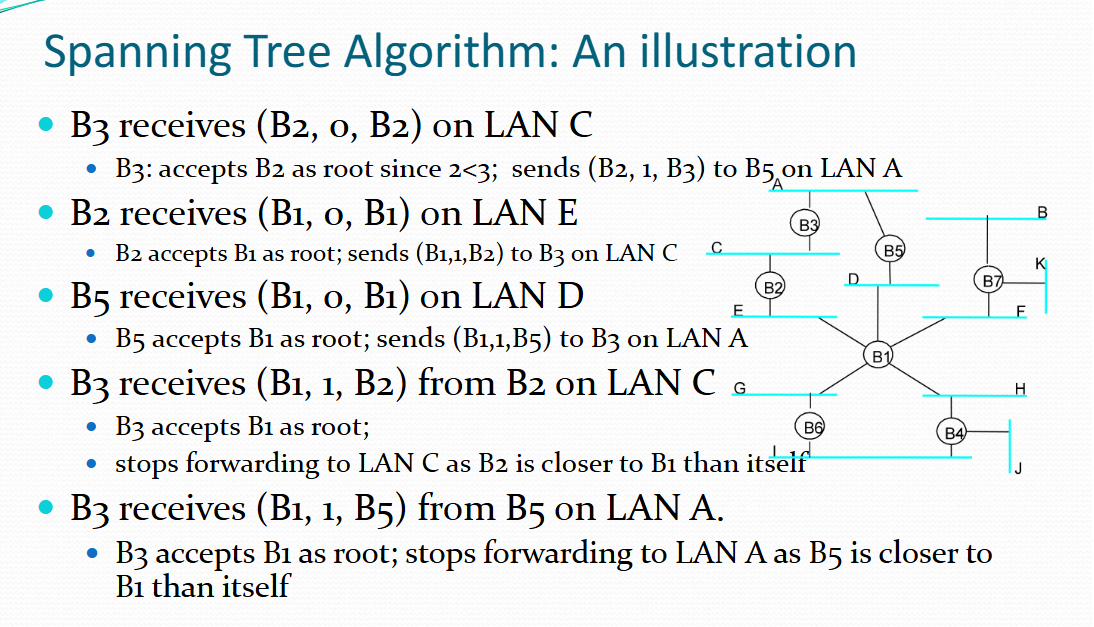 Spanning Tree Algorithm: An illustration
B3 receives (B2, 0, B2) on LAN C
B3: accepts B2 as root since 2<3; sends (B2, 1, B3) to B5 on LAN A
B2 receives (B1, 0, B1) on LAN E
B2 accepts B1 as root; sends (B1,1,B2) to B3 on LAN C
B5 receives (B1, 0, B1) on LAN D
B5 accepts B1 as root; sends (B1,1,B5) to B3 on LAN A
B3 receives (B1, 1, B2) from B2 on LAN C
B3 accepts B1 as root;
stops forwarding to LAN C as B2 is closer to B1 than itself
B3 receives (B1, 1, B5) from B5 on LAN A.
B3 accepts B1 as root; stops forwarding to LAN A as B5 is closer to
B1 than itself
A
B
B3
C
B5
K
D
B7
B2
E
F
B1
G
H
B6
B4
I
J